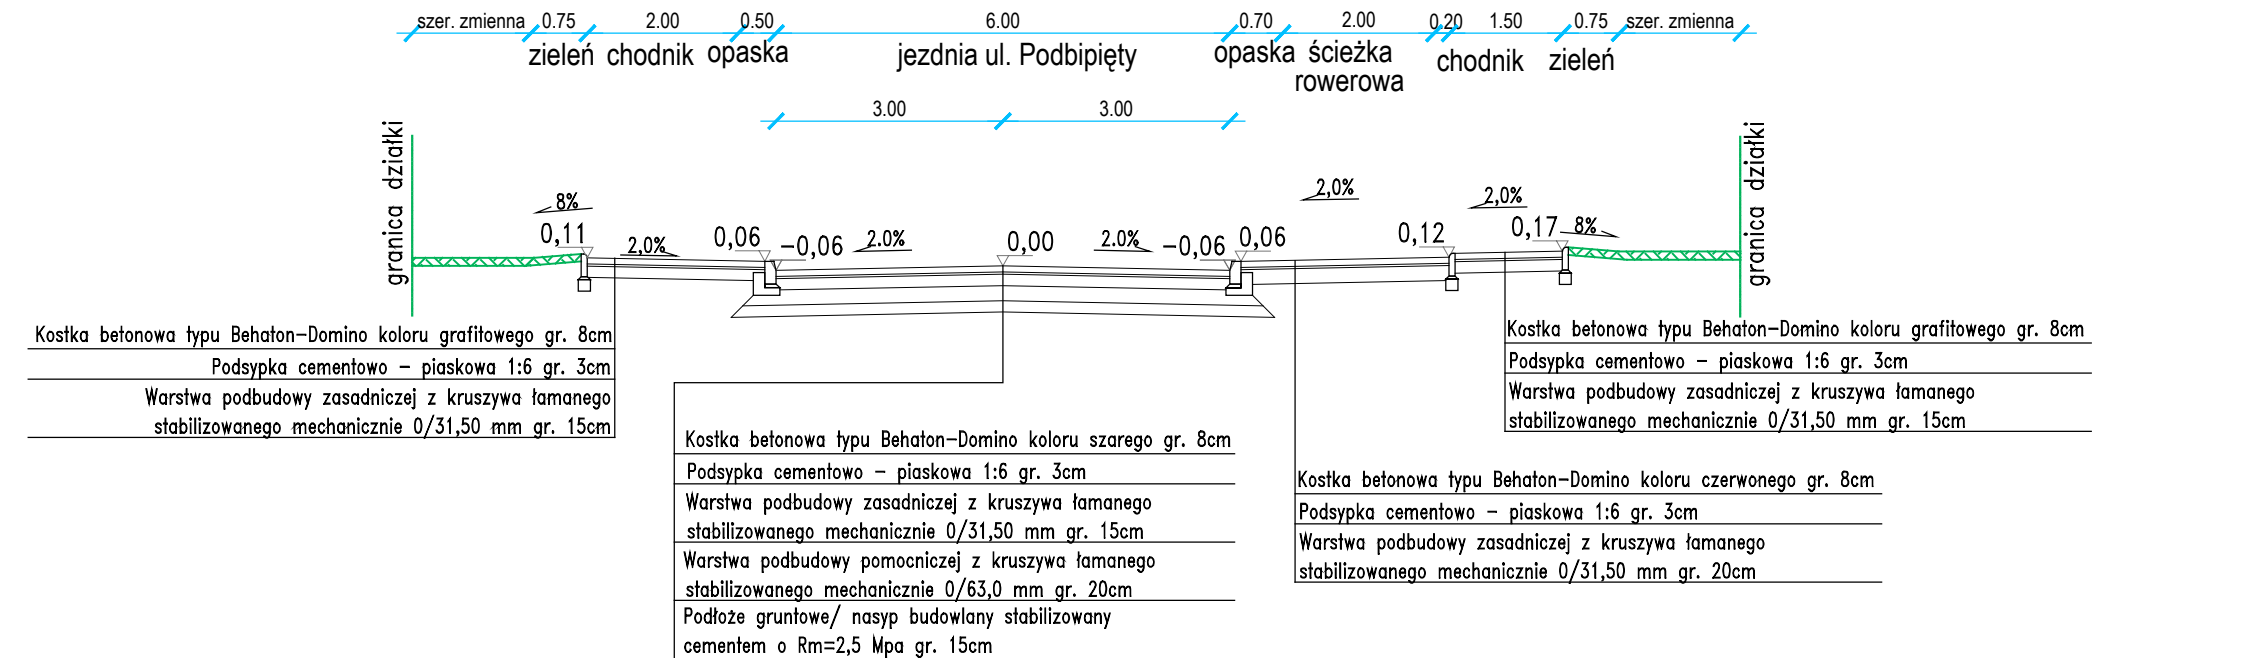 szer. zmienna 0.75 2.00 0.50 6.00 0.70 2.00 0.20 1.50 0.75 szer. zmienna
zieleń chodnik opaska jezdnia ul. Podbipięty opaska ścieżka rowerowa chodnik zieleń
3.00 3.00
granica działki
granica działki
8% 2,0% 2.0% 2.0% 2,0% 2,0% 8%
0,11 0,06 -0,06 0,00 -0,06 0,06 0,12 0,17
Kostka betonowa typu Behaton-Domino koloru grafitowego gr. 8cm
Podsypka cementowo - piaskowa 1:6 gr. 3cm
Warstwa podbudowy zasadniczej z kruszywa łamanego
stabilizowanego mechanicznie 0/31,50 mm gr. 15cm
Kostka betonowa typu Behaton-Domino koloru szarego gr. 8cm
Podsypka cementowo - piaskowa 1:6 gr. 3cm
Warstwa podbudowy zasadniczej z kruszywa łamanego
stabilizowanego mechanicznie 0/31,50 mm gr. 15cm
Warstwa podbudowy pomocniczej z kruszywa łamanego
stabilizowanego mechanicznie 0/63,0 mm gr. 20cm
Podłoże gruntowe/ nasyp budowlany stabilizowany
cementem o Rm=2,5 Mpa gr. 15cm
Kostka betonowa typu Behaton-Domino koloru czerwonego gr. 8cm
Podsypka cementowo - piaskowa 1:6 gr. 3cm
Warstwa podbudowy zasadniczej z kruszywa łamanego
stabilizowanego mechanicznie 0/31,50 mm gr. 20cm
Kostka betonowa typu Behaton-Domino koloru grafitowego gr. 8cm
Podsypka cementowo - piaskowa 1:6 gr. 3cm
Warstwa podbudowy zasadniczej z kruszywa łamanego
stabilizowanego mechanicznie 0/31,50 mm gr. 15cm